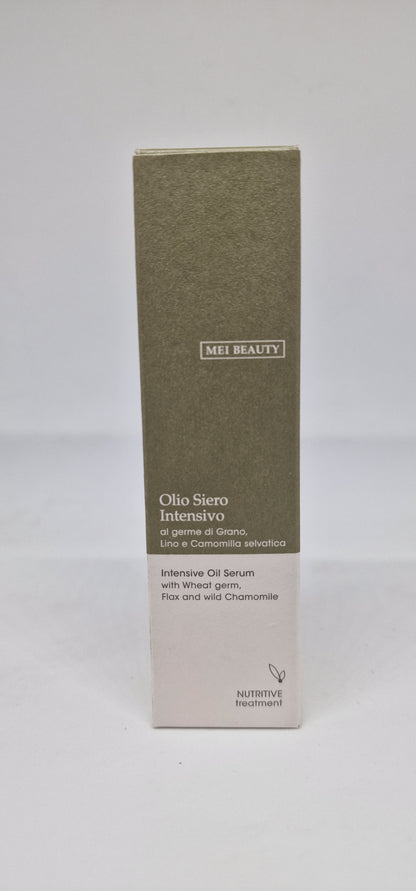 MEI BEAUTY
Olio Siero
Intensivo
al germe di Grano,
Lino e Camomilla selvatica
Intensive Oil Serum
with Wheat germ,
Flax and wild Chamomile
NUTRITIVE
treatment